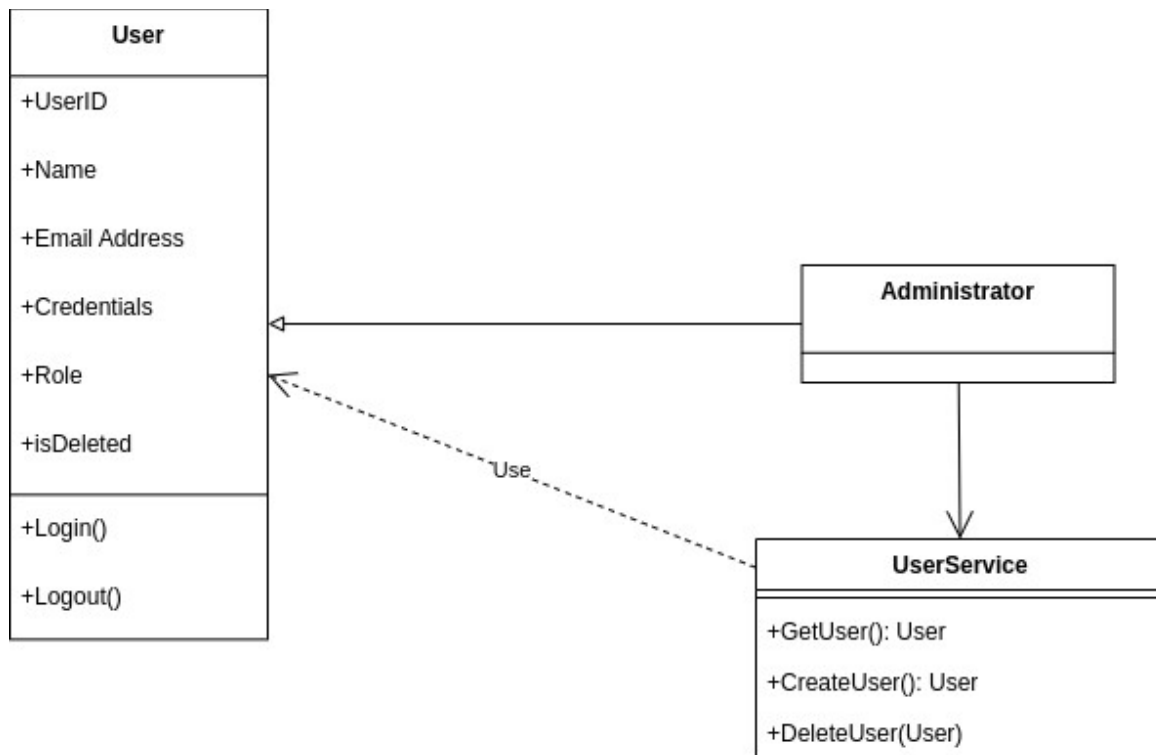 User
+UserID
+Name
+Email Address
+Credentials
+Role
+isDeleted
+Login()
+Logout()
Administrator
Use
UserService
+GetUser(): User
+CreateUser(): User
+DeleteUser(User)